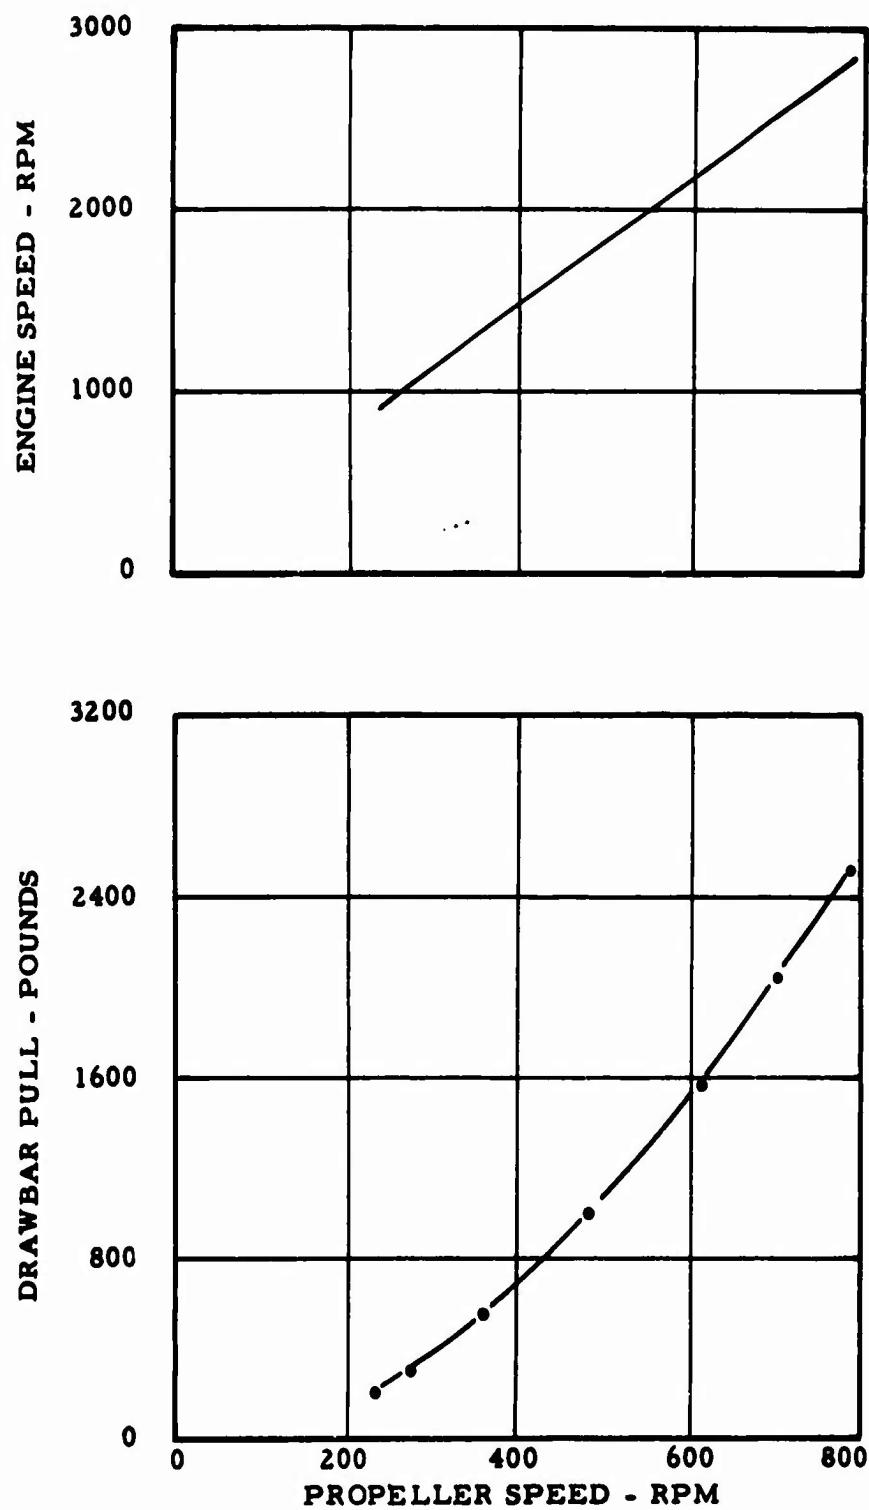 3000
ENGINE SPEED - RPM
2000
1000
0
3200
DRAWBAR PULL - POUNDS
2400
1600
800
0
0 200 400 600 800
PROPELLER SPEED - RPM